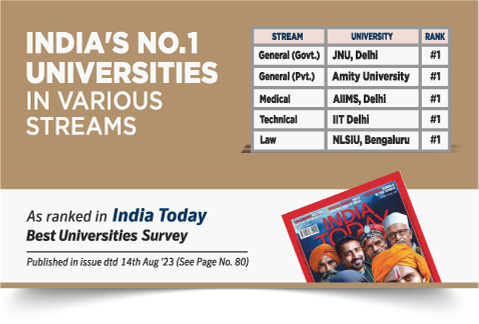 INDIA'S NO.1
UNIVERSITIES
IN VARIOUS
STREAMS
STREAM UNIVERSITY RANK
General (Govt.) JNU, Delhi #1
General (Pvt.) Amity University #1
Medical AIIMS, Delhi #1
Technical IIT Delhi #1
Law NLSIU, Bengaluru #1
As ranked in India Today
Best Universities Survey
Published in issue dtd 14th Aug '23 (See Page No. 80)
INDIA
TODAY